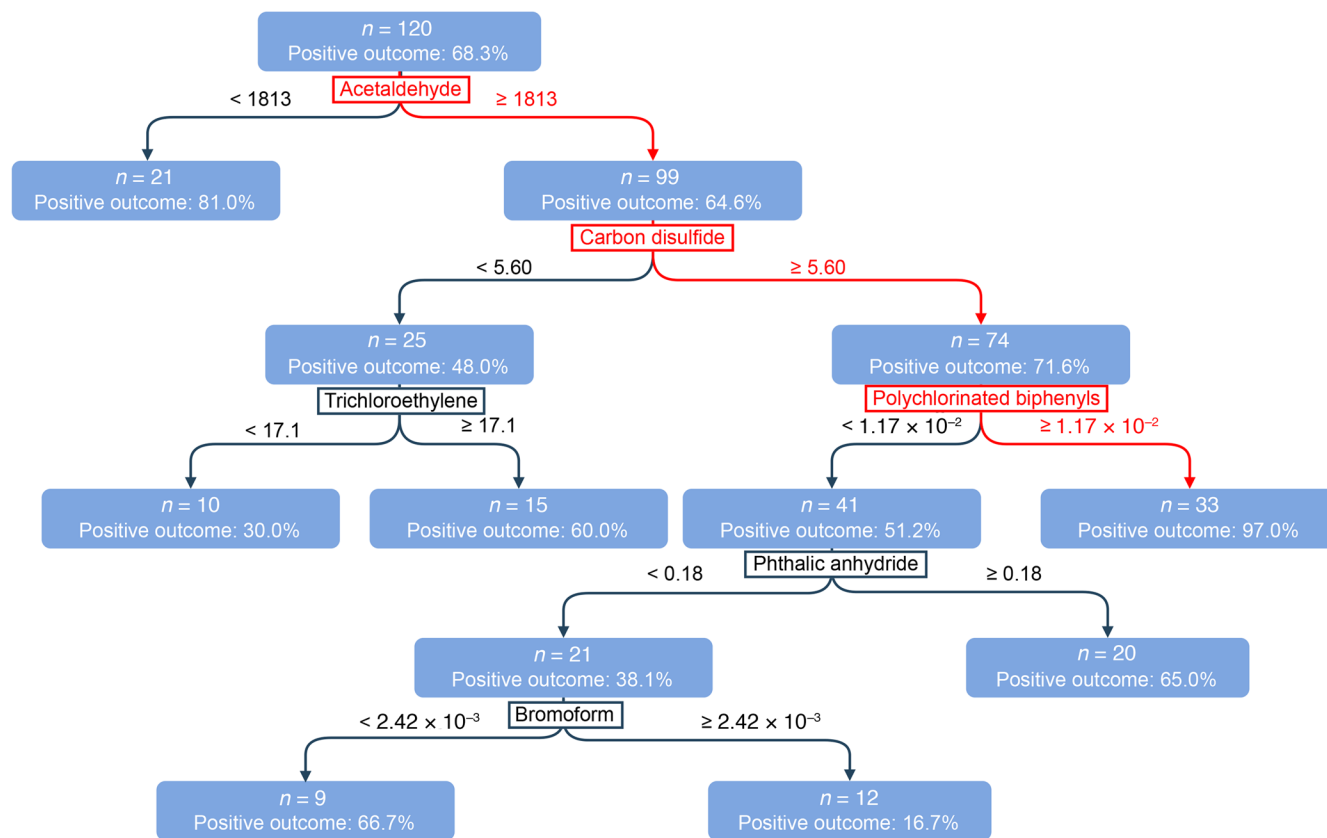 n = 120
Positive outcome: 68.3%
Acetaldehyde
< 1813
≥ 1813
n = 21
Positive outcome: 81.0%
n = 99
Positive outcome: 64.6%
Carbon disulfide
< 5.60
≥ 5.60
n = 25
Positive outcome: 48.0%
n = 74
Positive outcome: 71.6%
Trichloroethylene
Polychlorinated biphenyls
< 17.1
≥ 17.1
< 1.17 × 10⁻²
≥ 1.17 × 10⁻²
n = 10
Positive outcome: 30.0%
n = 15
Positive outcome: 60.0%
n = 41
Positive outcome: 51.2%
n = 33
Positive outcome: 97.0%
Phthalic anhydride
< 0.18
≥ 0.18
n = 21
Positive outcome: 38.1%
n = 20
Positive outcome: 65.0%
Bromoform
< 2.42 × 10⁻³
≥ 2.42 × 10⁻³
n = 9
Positive outcome: 66.7%
n = 12
Positive outcome: 16.7%